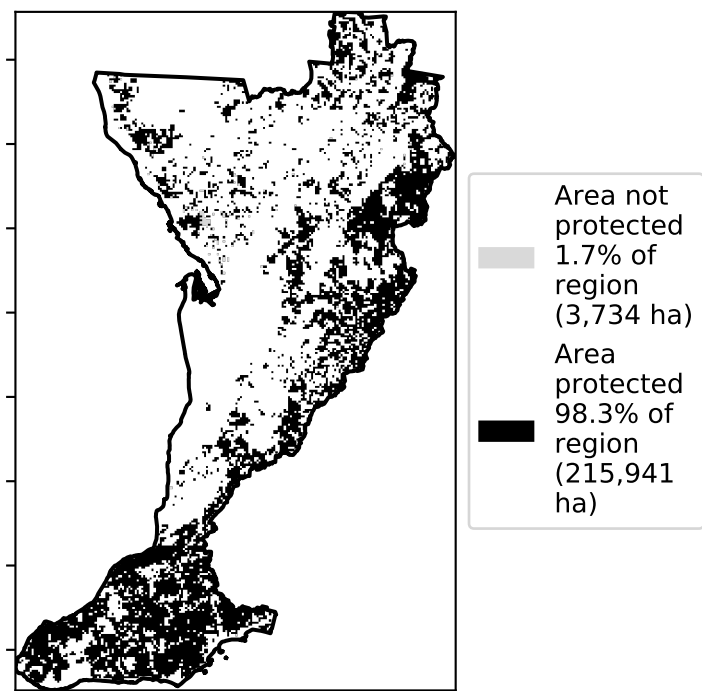 Area not
protected
1.7% of
region
(3,734 ha)
Area
protected
98.3% of
region
(215,941
ha)